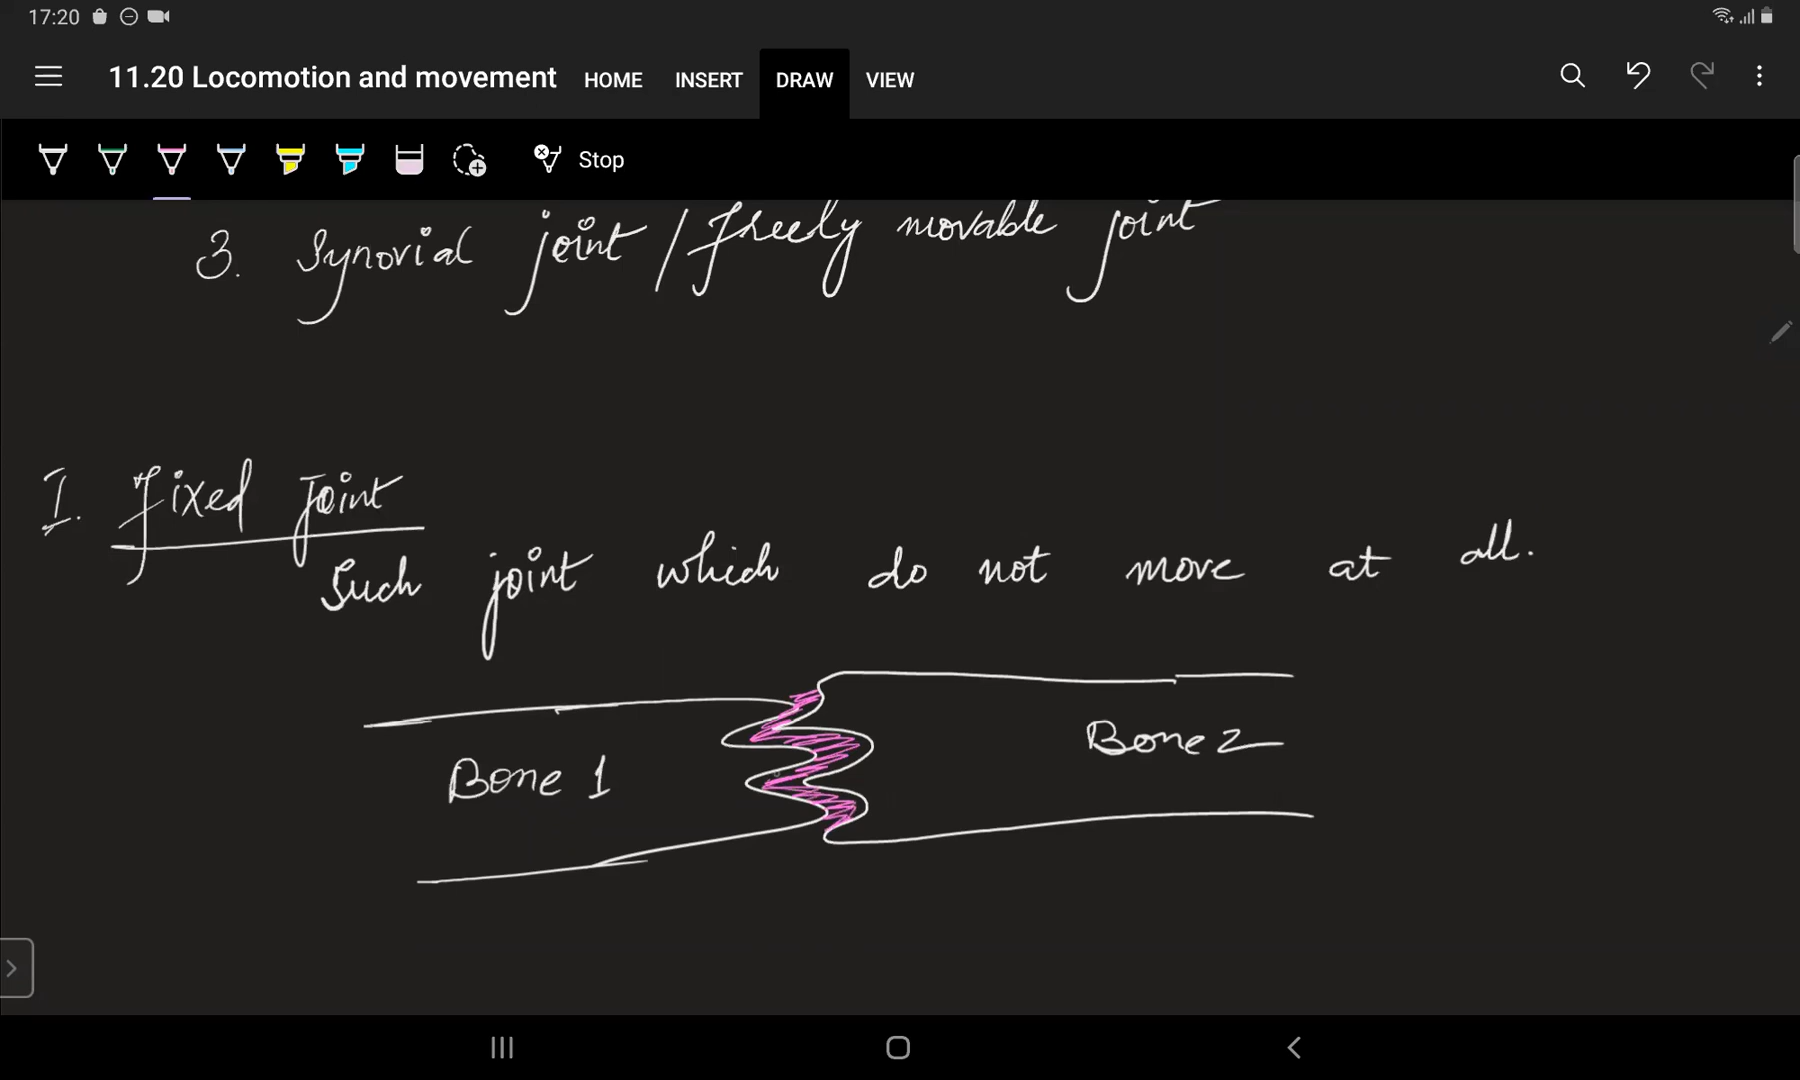 17:20
11.20 Locomotion and movement HOME INSERT DRAW VIEW
Stop
3. Synovial joint / freely movable joint
I. Fixed Joint
Such joint which do not move at all.
Bone 1
Bone 2